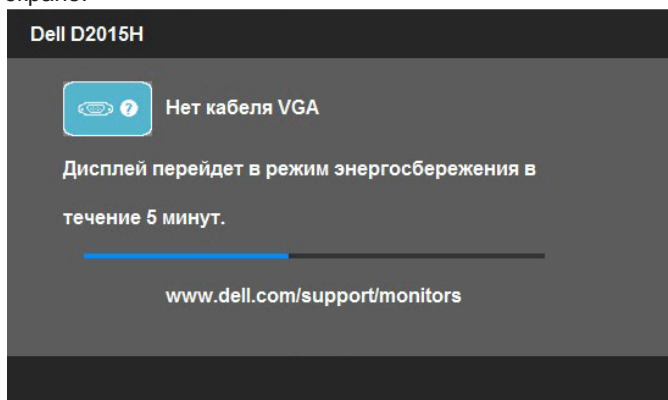 Dell D2015H
Нет кабеля VGA
Дисплей перейдет в режим энергосбережения в
течение 5 минут.
www.dell.com/support/monitors